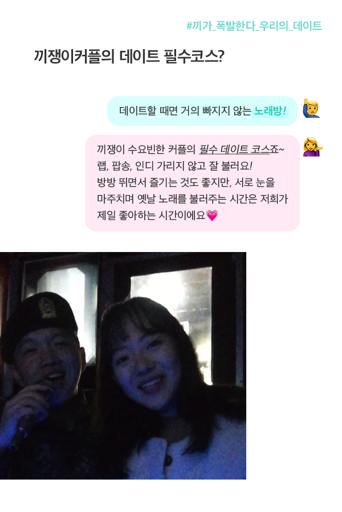 #끼가_폭발한다_우리의_데이트
끼쟁이커플의 데이트 필수코스?
데이트할 때면 거의 빠지지 않는 노래방!
끼쟁이 수요빈한 커플의 필수 데이트 코스죠~
랩, 팝송, 인디 가리지 않고 잘 불러요!
방방 뛰면서 즐기는 것도 좋지만, 서로 눈을
마주치며 옛날 노래를 불러주는 시간은 저희가
제일 좋아하는 시간이에요💗